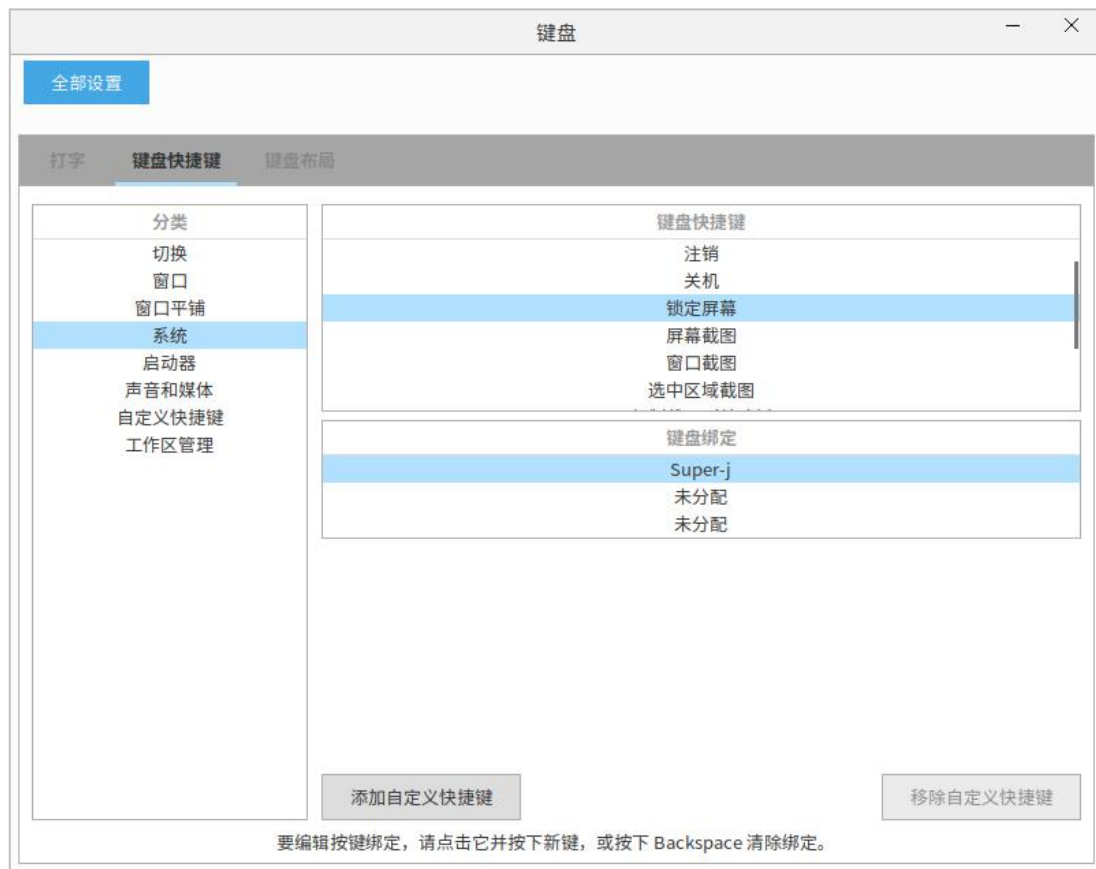 键盘
全部设置
打字 键盘快捷键 键盘布局
分类
切换
窗口
窗口平铺
系统
启动器
声音和媒体
自定义快捷键
工作区管理
键盘快捷键
注销
关机
锁定屏幕
屏幕截图
窗口截图
选中区域截图
键盘绑定
Super-j
未分配
未分配
添加自定义快捷键
移除自定义快捷键
要编辑按键绑定，请点击它并按下新键，或按下 Backspace 清除绑定。